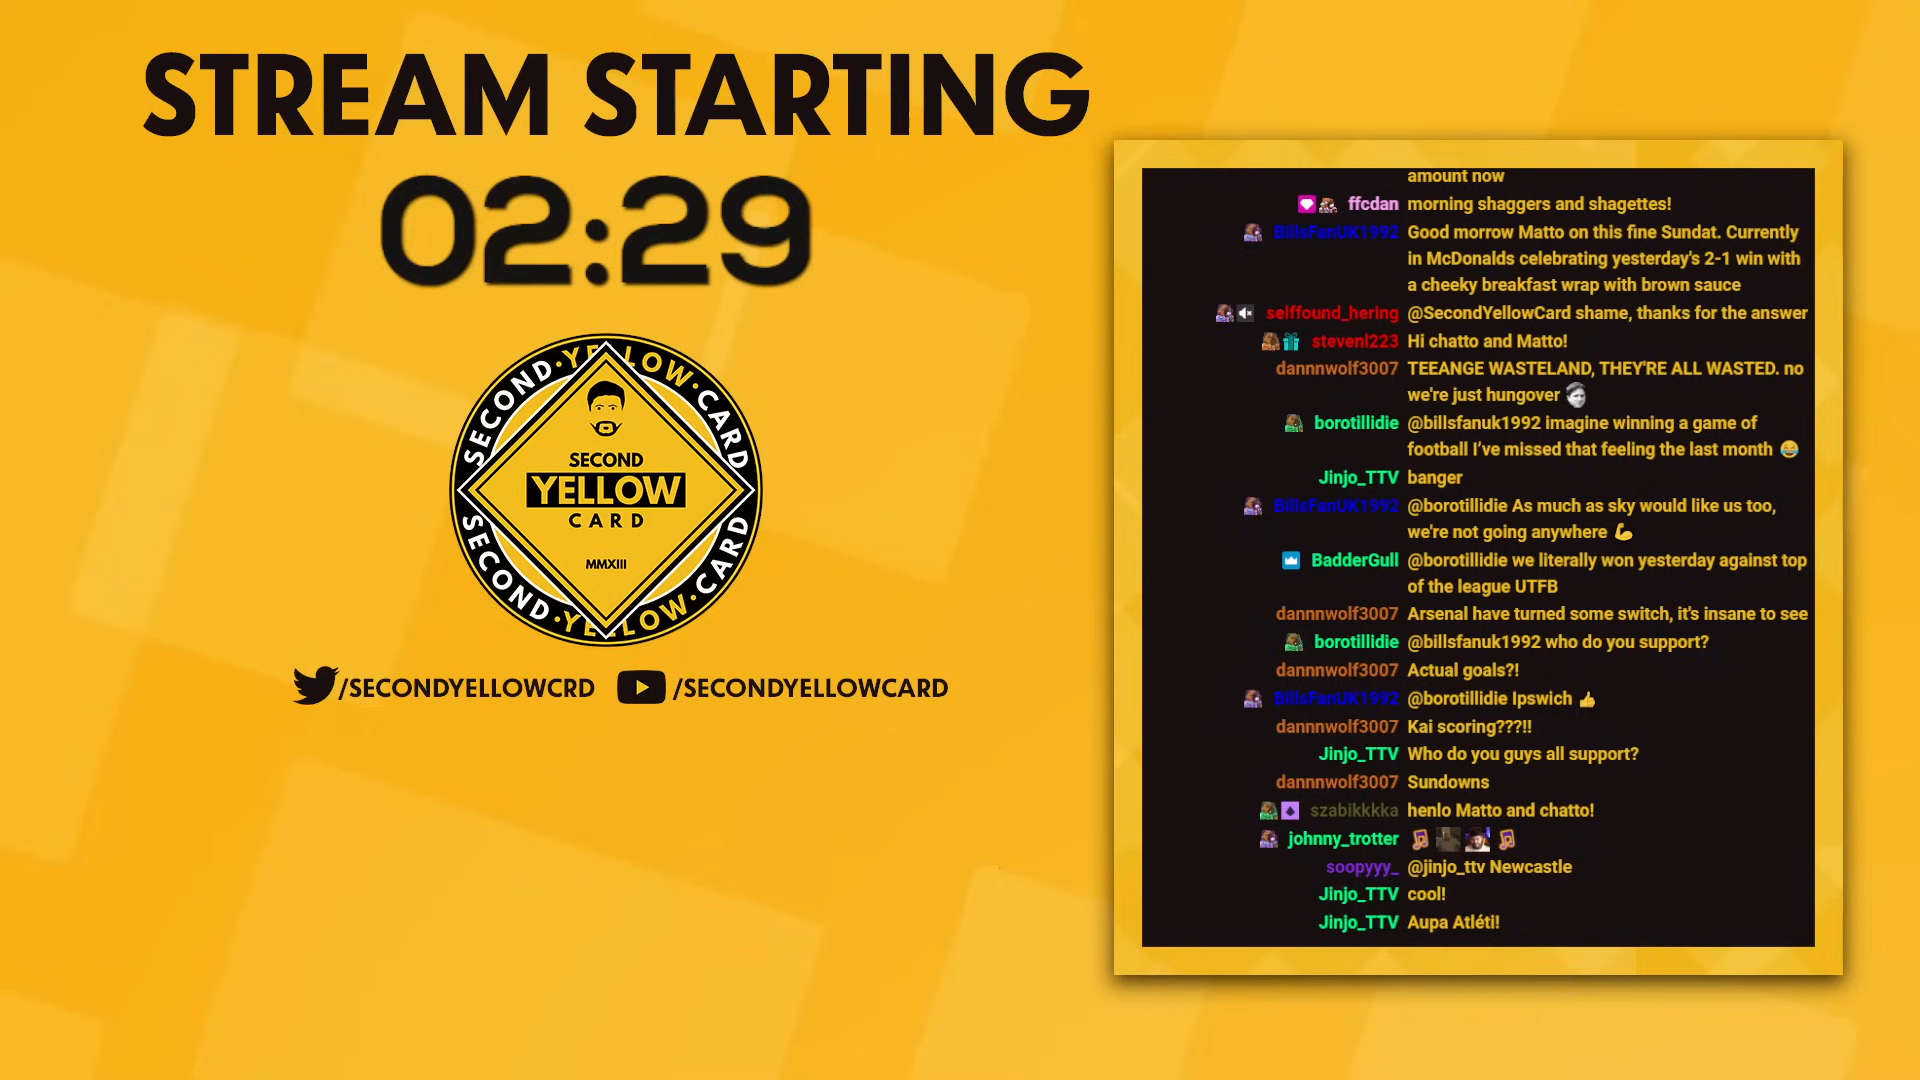 STREAM STARTING
02:29
SECOND · YELLOW · CARD
SECOND
YELLOW
CARD
MMXIII
SECOND · YELLOW · CARD
/SECONDYELLOWCRD /SECONDYELLOWCARD
amount now
ffcdan morning shaggers and shagettes!
BillsFanUK1992 Good morrow Matto on this fine Sundat. Currently
in McDonalds celebrating yesterday's 2-1 win with
a cheeky breakfast wrap with brown sauce
selffound_hering @SecondYellowCard shame, thanks for the answer
stevenl223 Hi chatto and Matto!
dannnwolf3007 TEEANGE WASTELAND, THEY'RE ALL WASTED. no
we're just hungover
borotillidie @billsfanuk1992 imagine winning a game of
football I've missed that feeling the last month 😂
Jinjo_TTV banger
BillsFanUK1992 @borotillidie As much as sky would like us too,
we're not going anywhere 💪
BadderGull @borotillidie we literally won yesterday against top
of the league UTFB
dannnwolf3007 Arsenal have turned some switch, it's insane to see
borotillidie @billsfanuk1992 who do you support?
dannnwolf3007 Actual goals?!
BillsFanUK1992 @borotillidie Ipswich 👍
dannnwolf3007 Kai scoring???!!
Jinjo_TTV Who do you guys all support?
dannnwolf3007 Sundowns
szabikkkka henlo Matto and chatto!
johnny_trotter
soopyyy_ @jinjo_ttv Newcastle
Jinjo_TTV cool!
Jinjo_TTV Aupa Atléti!